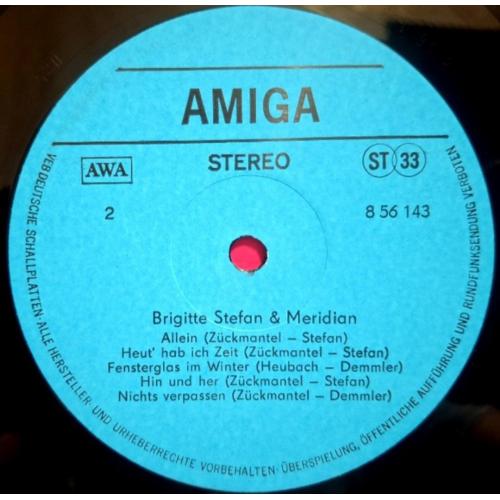 AMIGA
AWA
STEREO
ST 33
2
8 56 143
Brigitte Stefan & Meridian
Allein (Zückmantel – Stefan)
Heut' hab ich Zeit (Zückmantel – Stefan)
Fensterglas im Winter (Heubach – Demmler)
Hin und her (Zückmantel – Stefan)
Nichts verpassen (Zückmantel – Demmler)
VEB DEUTSCHE SCHALLPLATTEN · ALLE HERSTELLER- UND URHEBERRECHTE VORBEHALTEN · ÜBERSPIELUNG, ÖFFENTLICHE AUFFÜHRUNG UND RUNDFUNKSENDUNG VERBOTEN